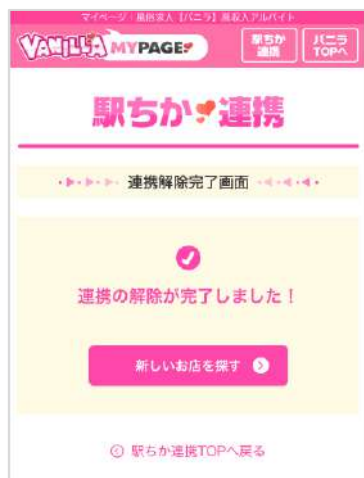 マイページ｜風俗求人【バニラ】高収入アルバイト
VANILLA MYPAGE
駅ちか
連携
バニラ
TOPへ
駅ちか 連携
連携解除完了画面
連携の解除が完了しました！
新しいお店を探す
駅ちか連携TOPへ戻る